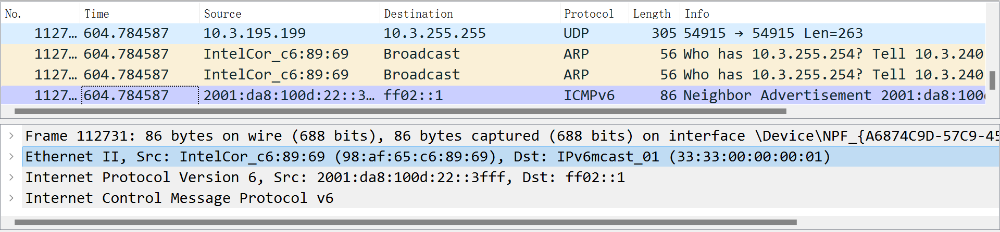 No. Time Source Destination Protocol Length Info
1127… 604.784587 10.3.195.199 10.3.255.255 UDP 305 54915 → 54915 Len=263
1127… 604.784587 IntelCor_c6:89:69 Broadcast ARP 56 Who has 10.3.255.254? Tell 10.3.240
1127… 604.784587 IntelCor_c6:89:69 Broadcast ARP 56 Who has 10.3.255.254? Tell 10.3.240
1127… 604.784587 2001:da8:100d:22::3… ff02::1 ICMPv6 86 Neighbor Advertisement 2001:da8:100
Frame 112731: 86 bytes on wire (688 bits), 86 bytes captured (688 bits) on interface \Device\NPF_{A6874C9D-57C9-45
Ethernet II, Src: IntelCor_c6:89:69 (98:af:65:c6:89:69), Dst: IPv6mcast_01 (33:33:00:00:00:01)
Internet Protocol Version 6, Src: 2001:da8:100d:22::3fff, Dst: ff02::1
Internet Control Message Protocol v6